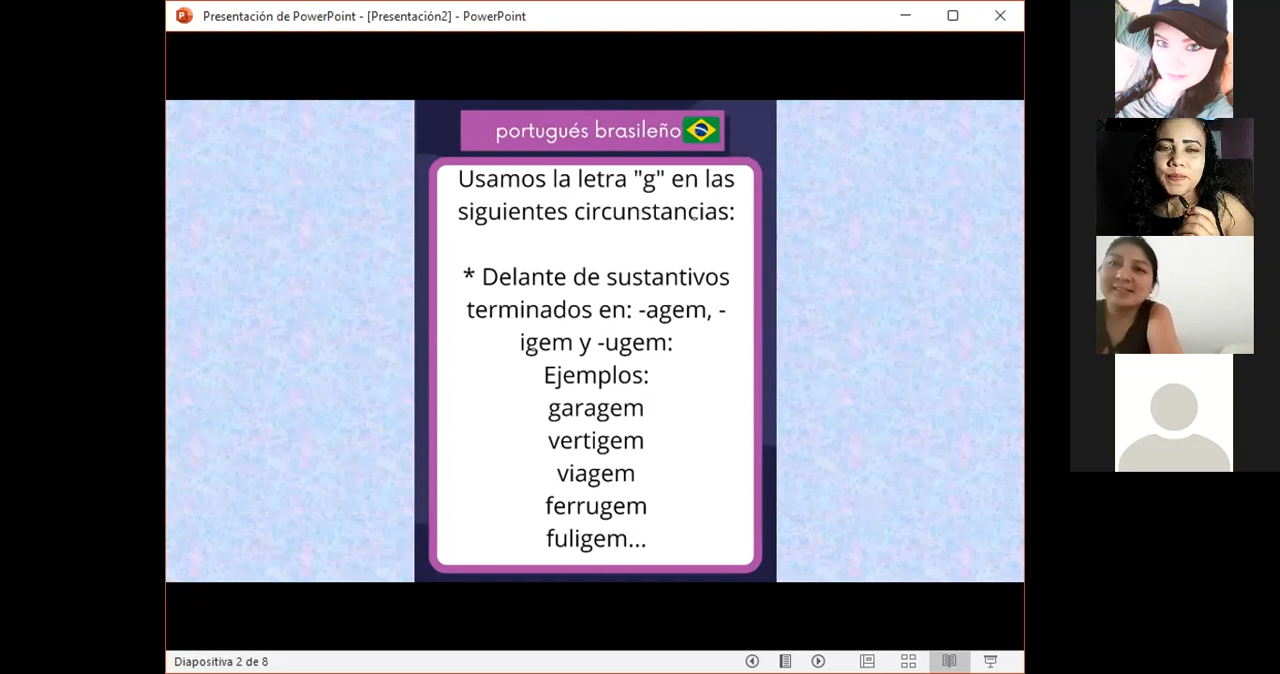 Presentación de PowerPoint - [Presentación2] - PowerPoint
portugués brasileño
Usamos la letra "g" en las
siguientes circunstancias:
* Delante de sustantivos
terminados en: -agem, -
igem y -ugem:
Ejemplos:
garagem
vertigem
viagem
ferrugem
fuligem...
Diapositiva 2 de 8